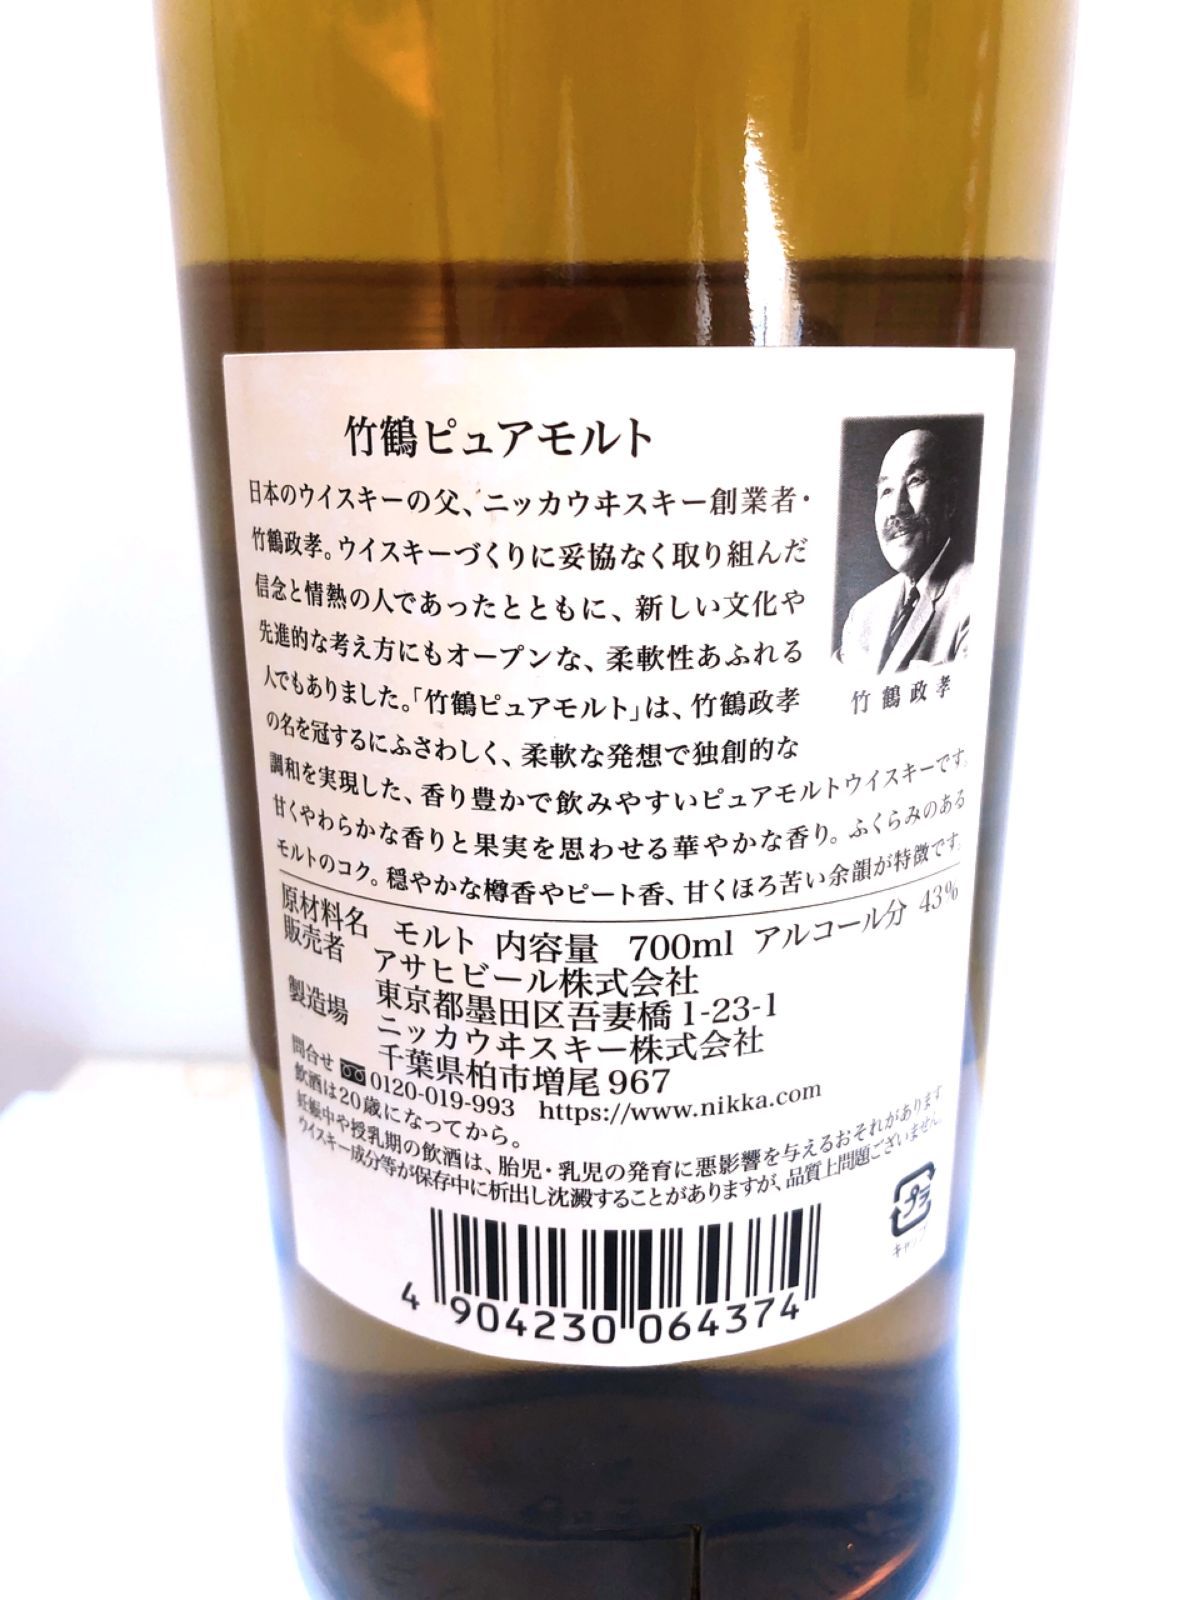 竹鶴ピュアモルト
日本のウイスキーの父、ニッカウヰスキー創業者・
竹鶴政孝。ウイスキーづくりに妥協なく取り組んだ
信念と情熱の人であったとともに、新しい文化や
先進的な考え方にもオープンな、柔軟性あふれる
人でもありました。「竹鶴ピュアモルト」は、竹鶴政孝
の名を冠するにふさわしく、柔軟な発想で独創的な
調和を実現した、香り豊かで飲みやすいピュアモルトウイスキーです。
甘くやわらかな香りと果実を思わせる華やかな香り。ふくらみのある
モルトのコク。穏やかな樽香やピート香、甘くほろ苦い余韻が特徴です。
竹鶴政孝
原材料名 モルト 内容量 700ml アルコール分 43%
販売者 アサヒビール株式会社
東京都墨田区吾妻橋1-23-1
製造場 ニッカウヰスキー株式会社
千葉県柏市増尾967
問合せ 0120-019-993 https://www.nikka.com
飲酒は20歳になってから。
妊娠中や授乳期の飲酒は、胎児・乳児の発育に悪影響を与えるおそれがあります
ウイスキー成分等が保存中に析出し沈澱することがありますが、品質上問題ございません。
プラ
キャップ
4 904230 064374